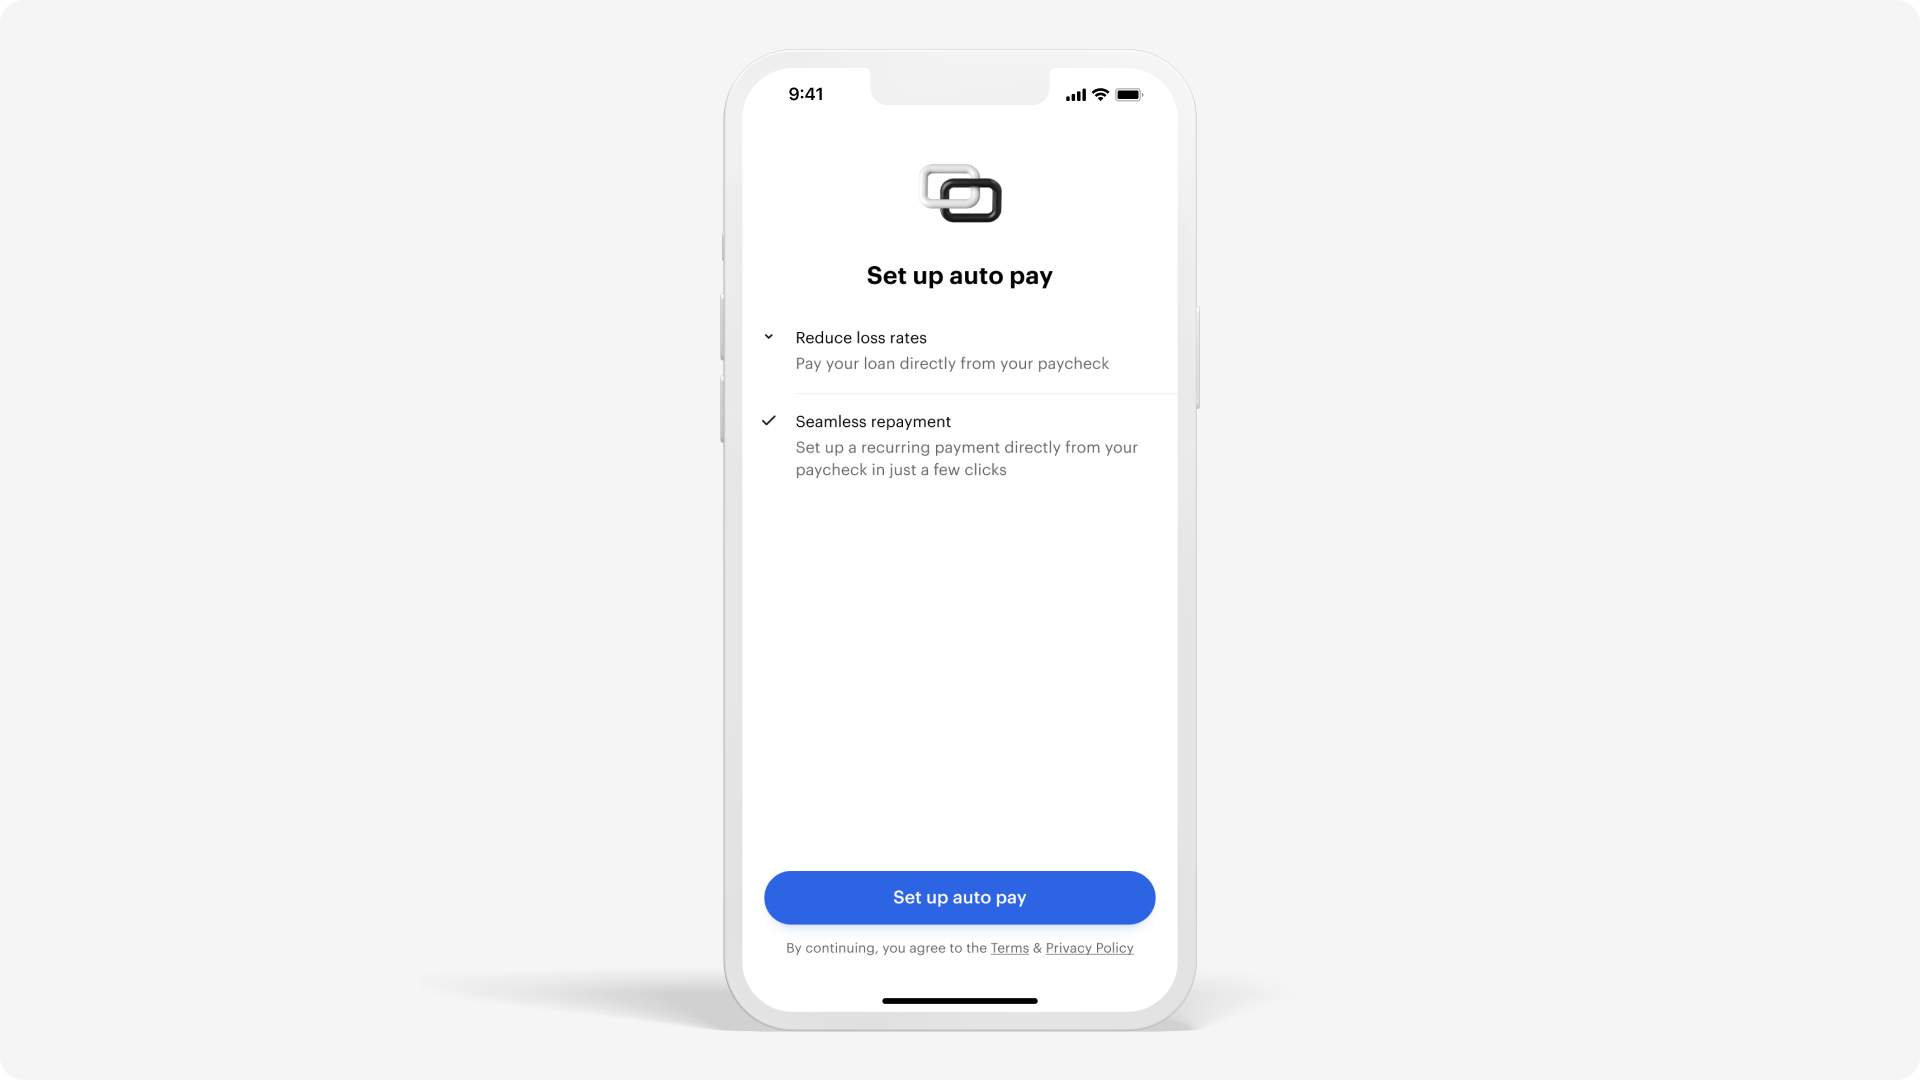 9:41
Set up auto pay
Reduce loss rates
Pay your loan directly from your paycheck
Seamless repayment
Set up a recurring payment directly from your
paycheck in just a few clicks
Set up auto pay
By continuing, you agree to the Terms & Privacy Policy